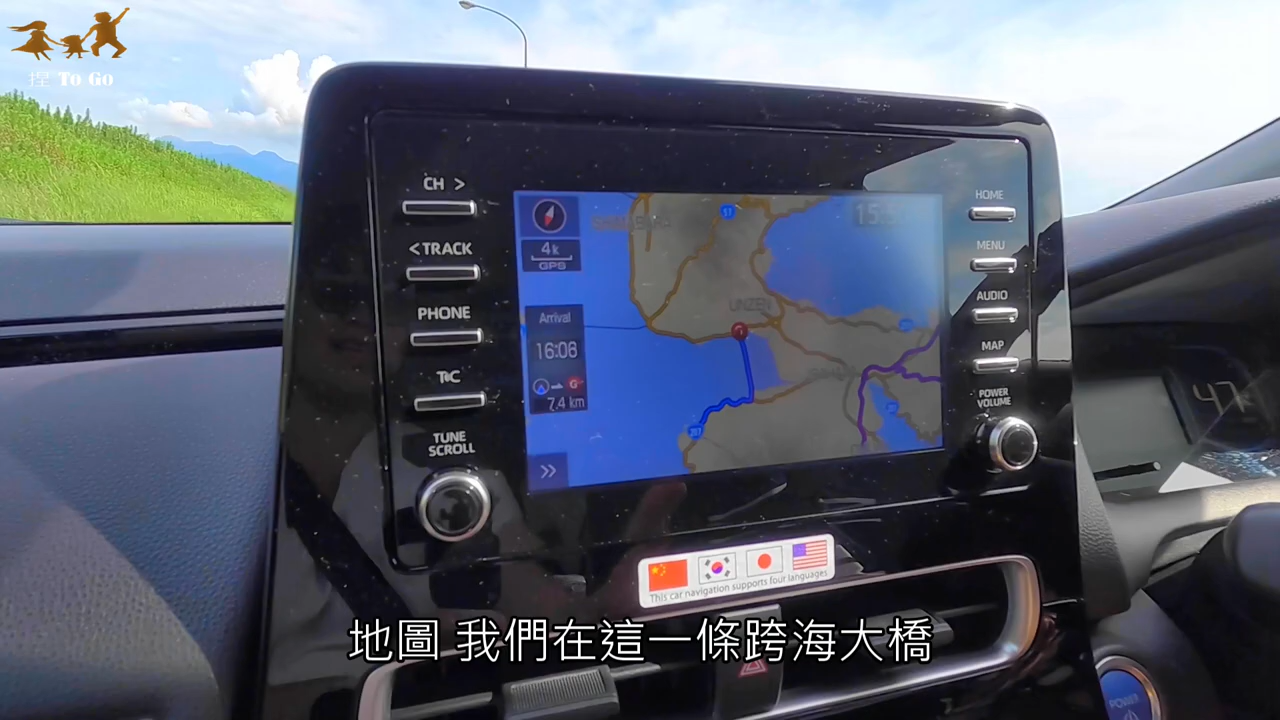 捏 To Go
CH >
<TRACK
PHONE
T C
TUNE
SCROLL
4k
GPS
Arrival
16:06
G
7.4 km
>>
57
UNZEN
HOME
MENU
AUDIO
MAP
POWER
VOLUME
This car navigation supports four languages
地圖 我們在這一條跨海大橋
POWER